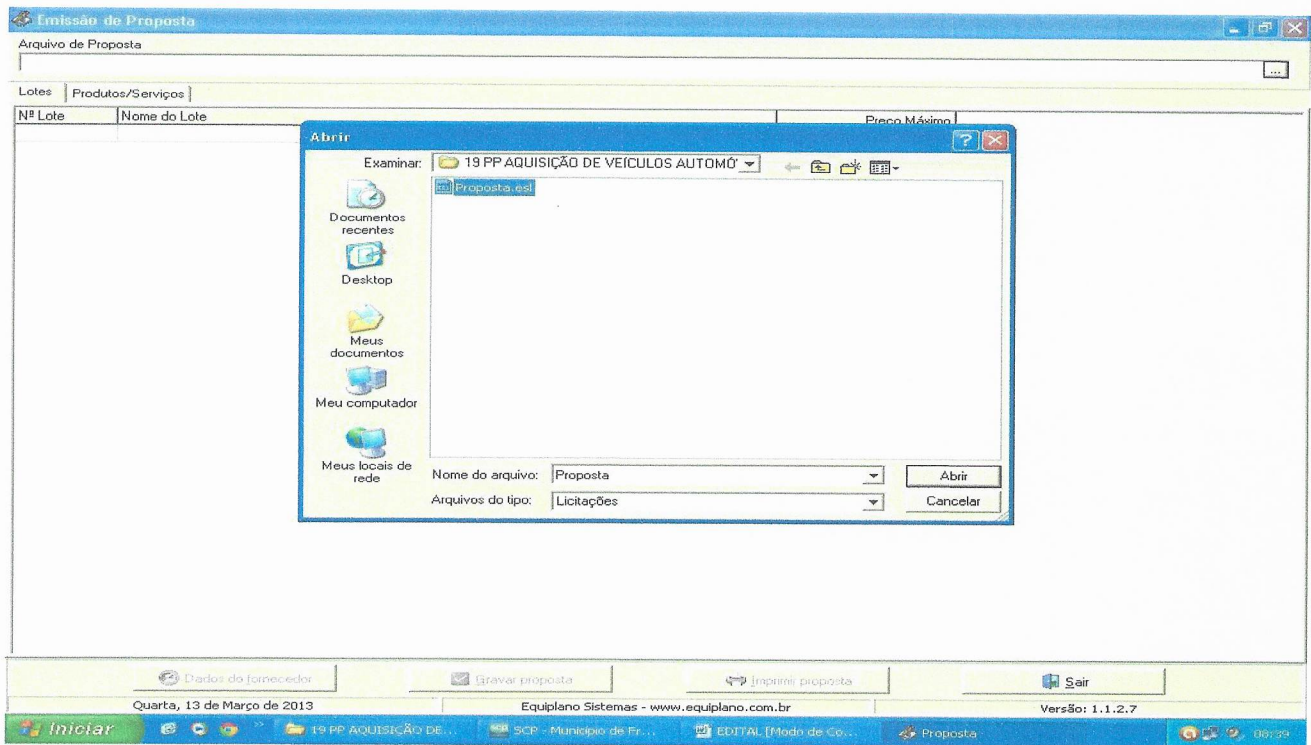 Emissão de Proposta
Arquivo de Proposta
...
Lotes Produtos/Serviços
Nº Lote Nome do Lote Preço Máximo
Abrir
Examinar: 19 PP AQUISIÇÃO DE VEÍCULOS AUTOMÓ
Proposta.esl
Documentos
recentes
Desktop
Meus
documentos
Meu computador
Meus locais de
rede
Nome do arquivo: Proposta Abrir
Arquivos do tipo: Licitações Cancelar
Dados do fornecedor Gravar proposta Imprimir proposta Sair
Quarta, 13 de Março de 2013 Equiplano Sistemas - www.equiplano.com.br Versão: 1.1.2.7
Iniciar » 19 PP AQUISIÇÃO DE... SCP - Município de Fr... EDITAL [Modo de Co... Proposta 08:39